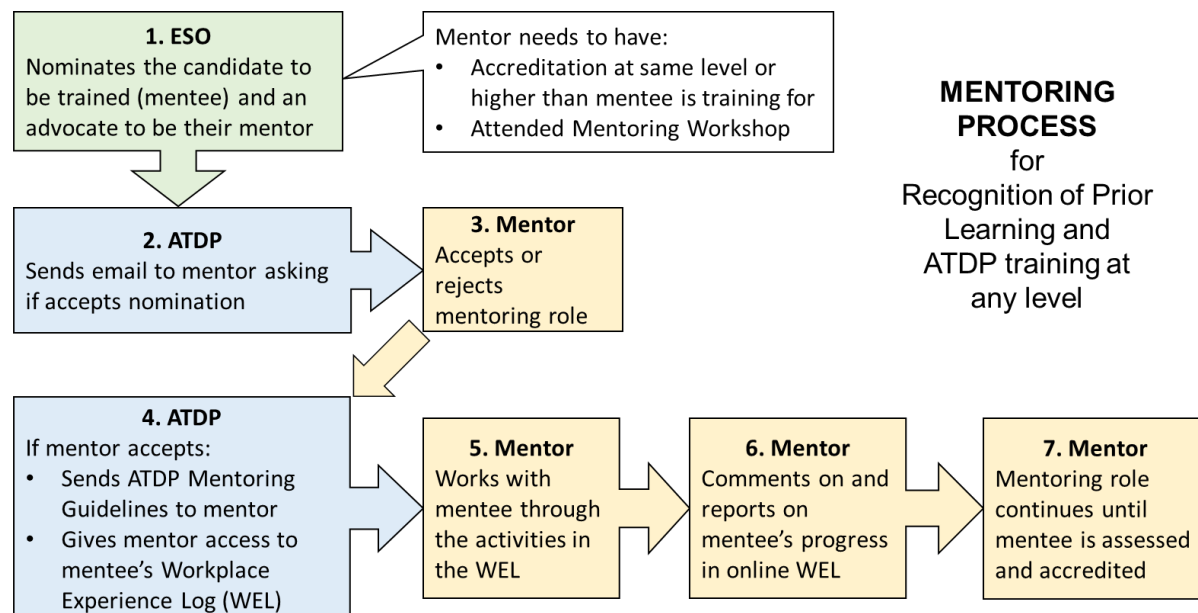 1. ESO
Nominates the candidate to
be trained (mentee) and an
advocate to be their mentor
Mentor needs to have:
• Accreditation at same level or
higher than mentee is training for
• Attended Mentoring Workshop
MENTORING
PROCESS
for
Recognition of Prior
Learning and
ATDP training at
any level
2. ATDP
Sends email to mentor asking
if accepts nomination
3. Mentor
Accepts or
rejects
mentoring role
4. ATDP
If mentor accepts:
• Sends ATDP Mentoring
Guidelines to mentor
• Gives mentor access to
mentee’s Workplace
Experience Log (WEL)
5. Mentor
Works with
mentee through
the activities in
the WEL
6. Mentor
Comments on and
reports on
mentee’s progress
in online WEL
7. Mentor
Mentoring role
continues until
mentee is assessed
and accredited